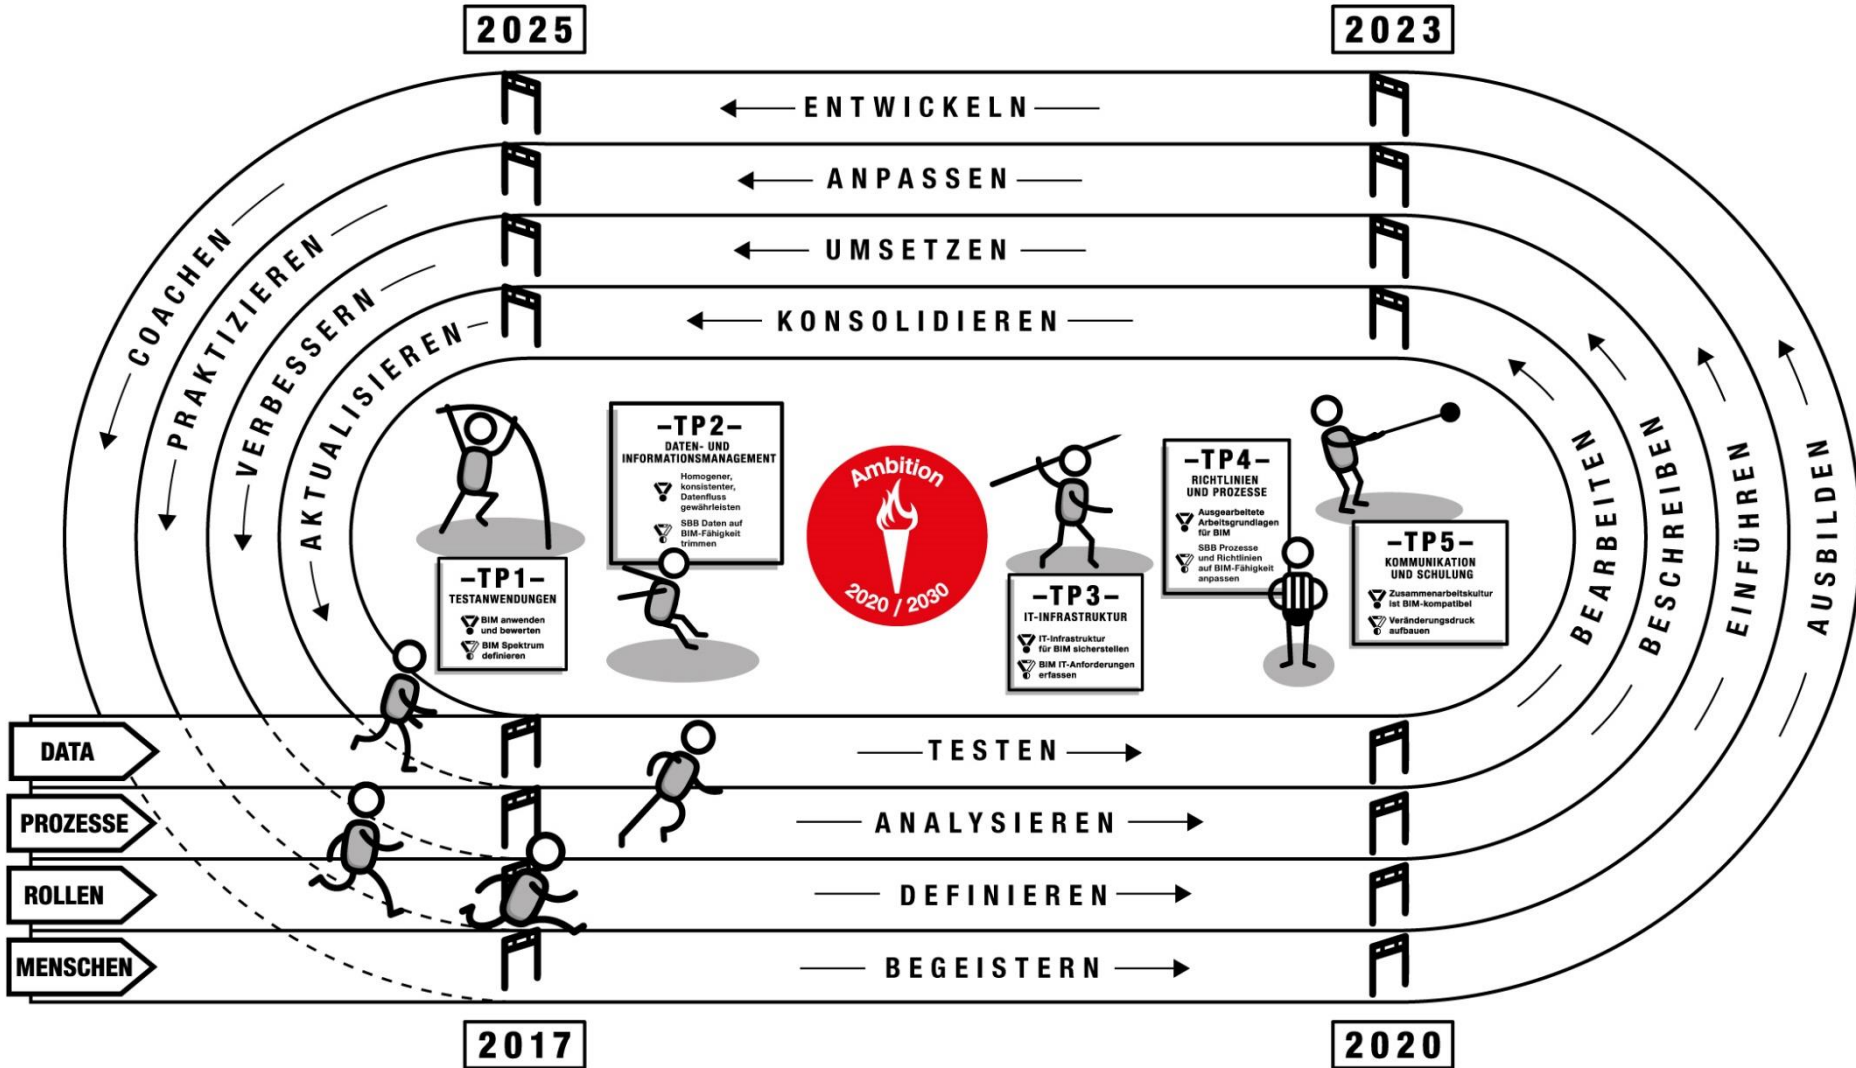 2025
2023
ENTWICKELN
ANPASSEN
UMSETZEN
KONSOLIDIEREN
COACHEN
PRAKTIZIEREN
VERBESSERN
AKTUALISIEREN
–TP1–
TESTANWENDUNGEN
BIM anwenden
und bewerten
BIM Spektrum
definieren
–TP2–
DATEN- UND
INFORMATIONSMANAGEMENT
Homogener,
konsistenter,
Datenfluss
gewährleisten
SBB Daten auf
BIM-Fähigkeit
trimmen
Ambition
2020 / 2030
–TP3–
IT-INFRASTRUKTUR
IT-Infrastruktur
für BIM sicherstellen
BIM IT-Anforderungen
erfassen
–TP4–
RICHTLINIEN
UND PROZESSE
Ausgearbeitete
Arbeitsgrundlagen
für BIM
SBB Prozesse
und Richtlinien
auf BIM-Fähigkeit
anpassen
–TP5–
KOMMUNIKATION
UND SCHULUNG
Zusammenarbeitskultur
ist BIM-kompatibel
Veränderungsdruck
aufbauen
BEARBEITEN
BESCHREIBEN
EINFÜHREN
AUSBILDEN
DATA
TESTEN
PROZESSE
ANALYSIEREN
ROLLEN
DEFINIEREN
MENSCHEN
BEGEISTERN
2017
2020